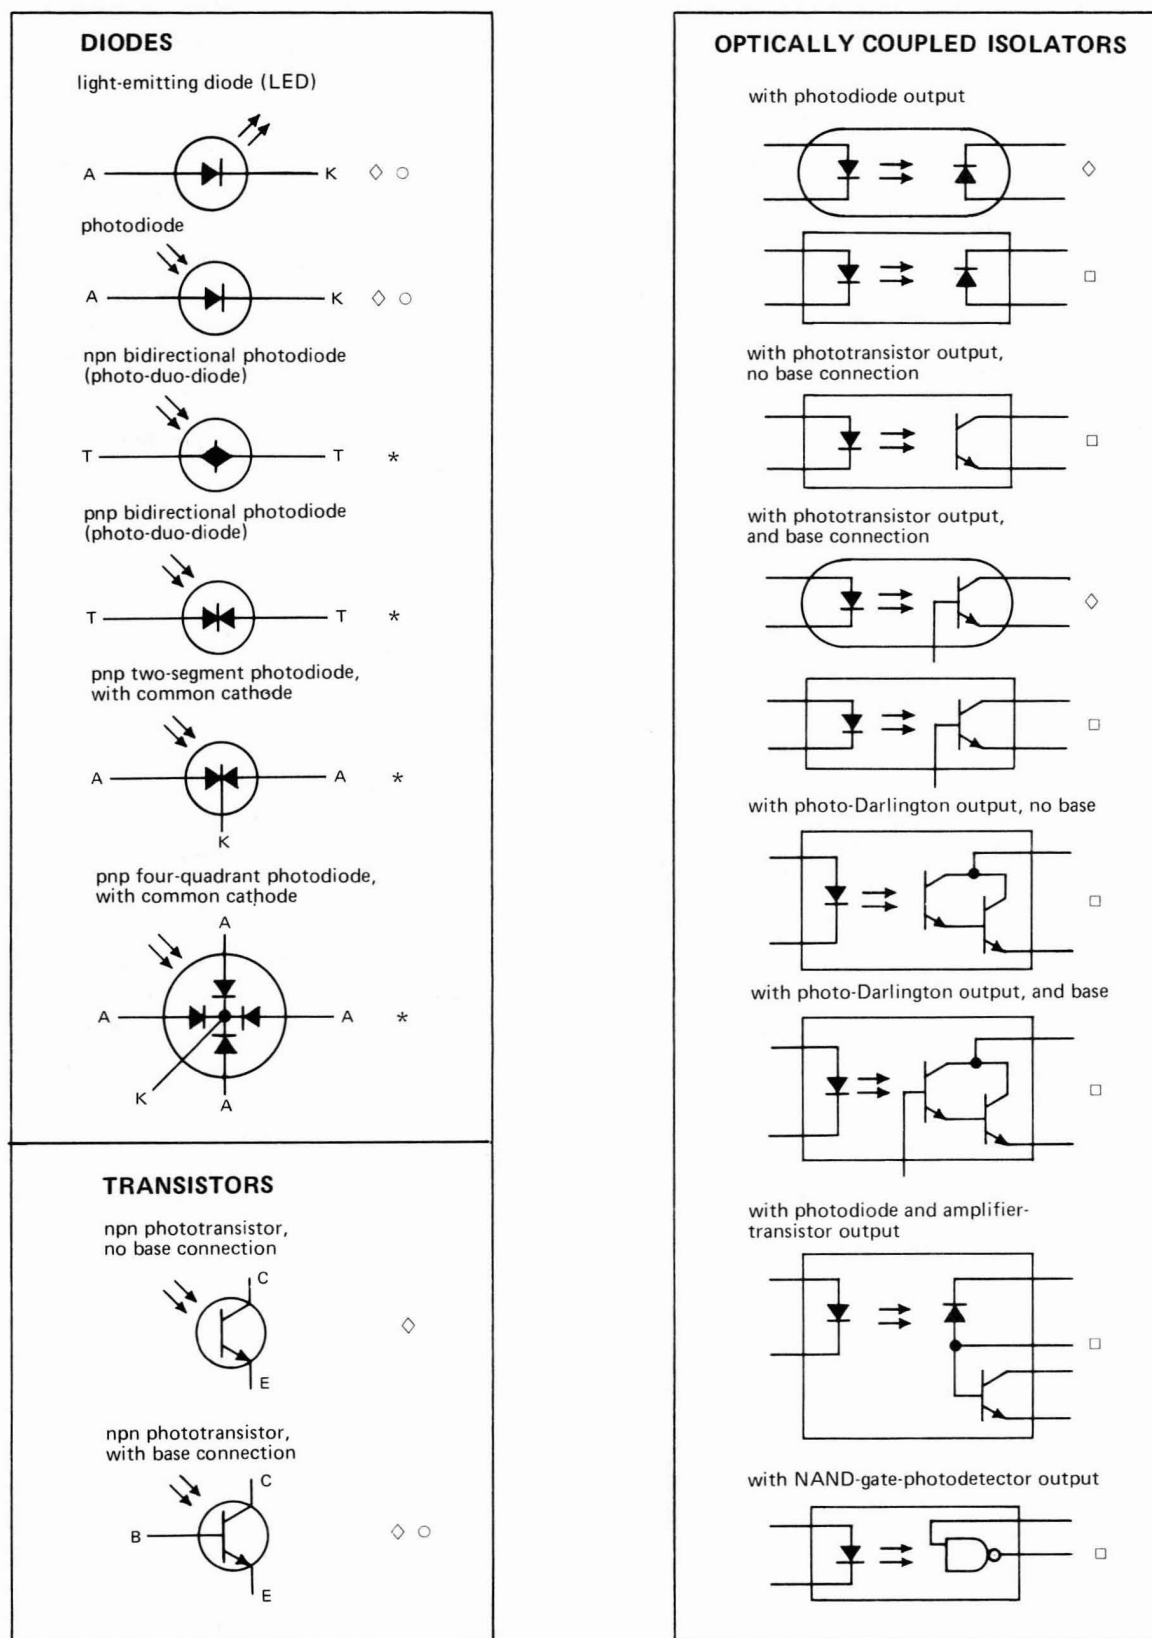 DIODES
light-emitting diode (LED)
A K ◇ ○
photodiode
A K ◇ ○
npn bidirectional photodiode
(photo-duo-diode)
T T *
pnp bidirectional photodiode
(photo-duo-diode)
T T *
pnp two-segment photodiode,
with common cathode
A A *
K
pnp four-quadrant photodiode,
with common cathode
A
A A *
K
A
TRANSISTORS
npn phototransistor,
no base connection
C
◇
E
npn phototransistor,
with base connection
C
B ◇ ○
E
OPTICALLY COUPLED ISOLATORS
with photodiode output
◇
□
with phototransistor output,
no base connection
□
with phototransistor output,
and base connection
◇
□
with photo-Darlington output, no base
□
with photo-Darlington output, and base
□
with photodiode and amplifier-
transistor output
□
with NAND-gate-photodetector output
□